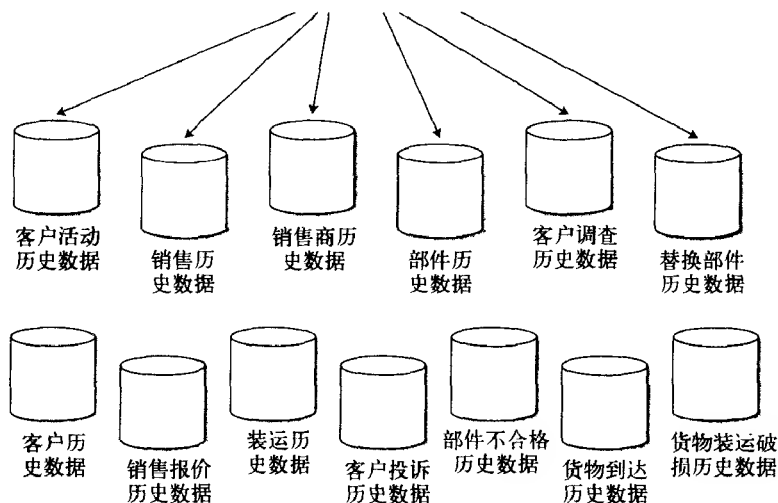 客户活动
历史数据
销售历
史数据
销售商历
史数据
部件历
史数据
客户调查
历史数据
替换部件
历史数据
客户历
史数据
销售报价
历史数据
装运历
史数据
客户投诉
历史数据
部件不合格
历史数据
货物到达
历史数据
货物装运破
损历史数据